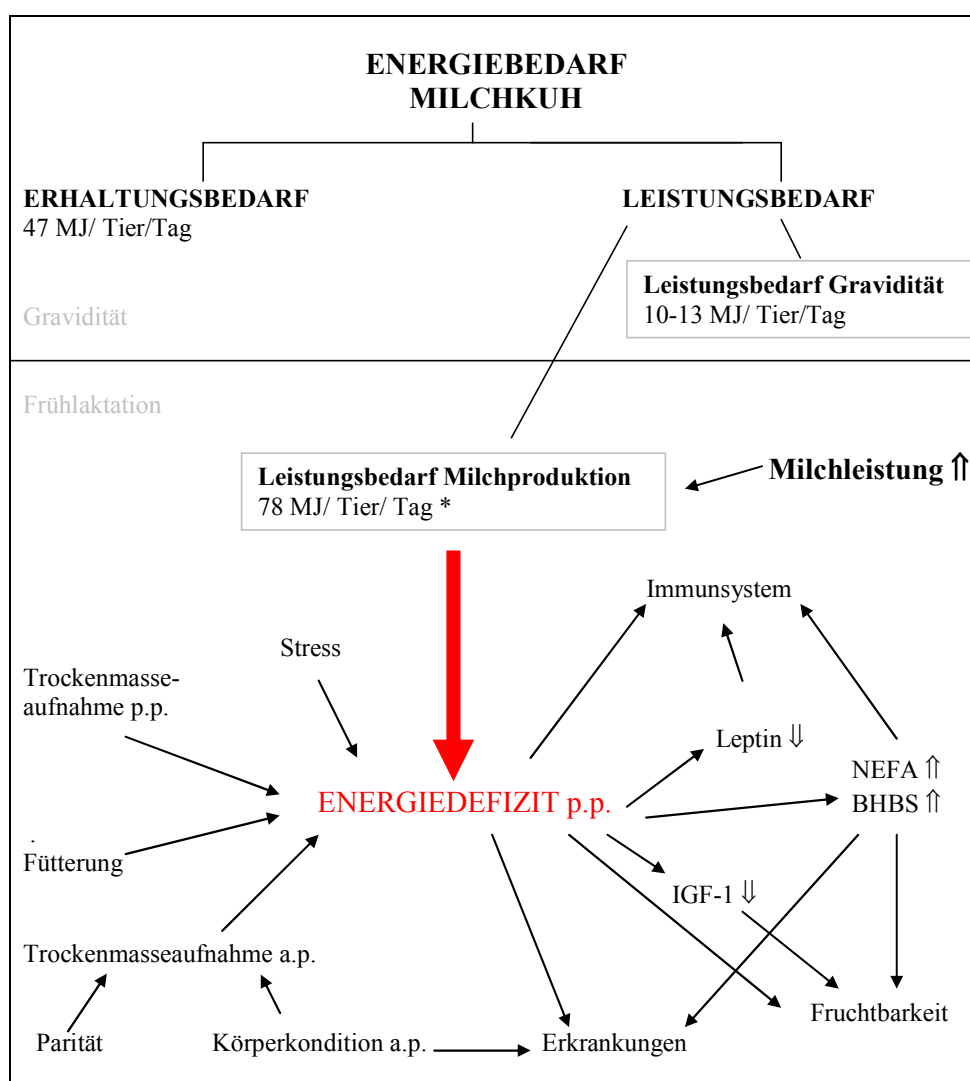 ENERGIEBEDARF
MILCHKUH
ERHALTUNGSBEDARF
47 MJ/ Tier/Tag
LEISTUNGSBEDARF
Leistungsbedarf Gravidität
10-13 MJ/ Tier/Tag
Gravidität
Frühlaktation
Leistungsbedarf Milchproduktion
78 MJ/ Tier/ Tag *
Milchleistung ⇑
Immunsystem
Stress
Trockenmasse-
aufnahme p.p.
Leptin ⇓
NEFA ⇑
BHBS ⇑
ENERGIEDEFIZIT p.p.
.
Fütterung
IGF-1 ⇓
Trockenmasseaufnahme a.p.
Fruchtbarkeit
Parität
Körperkondition a.p.
Erkrankungen